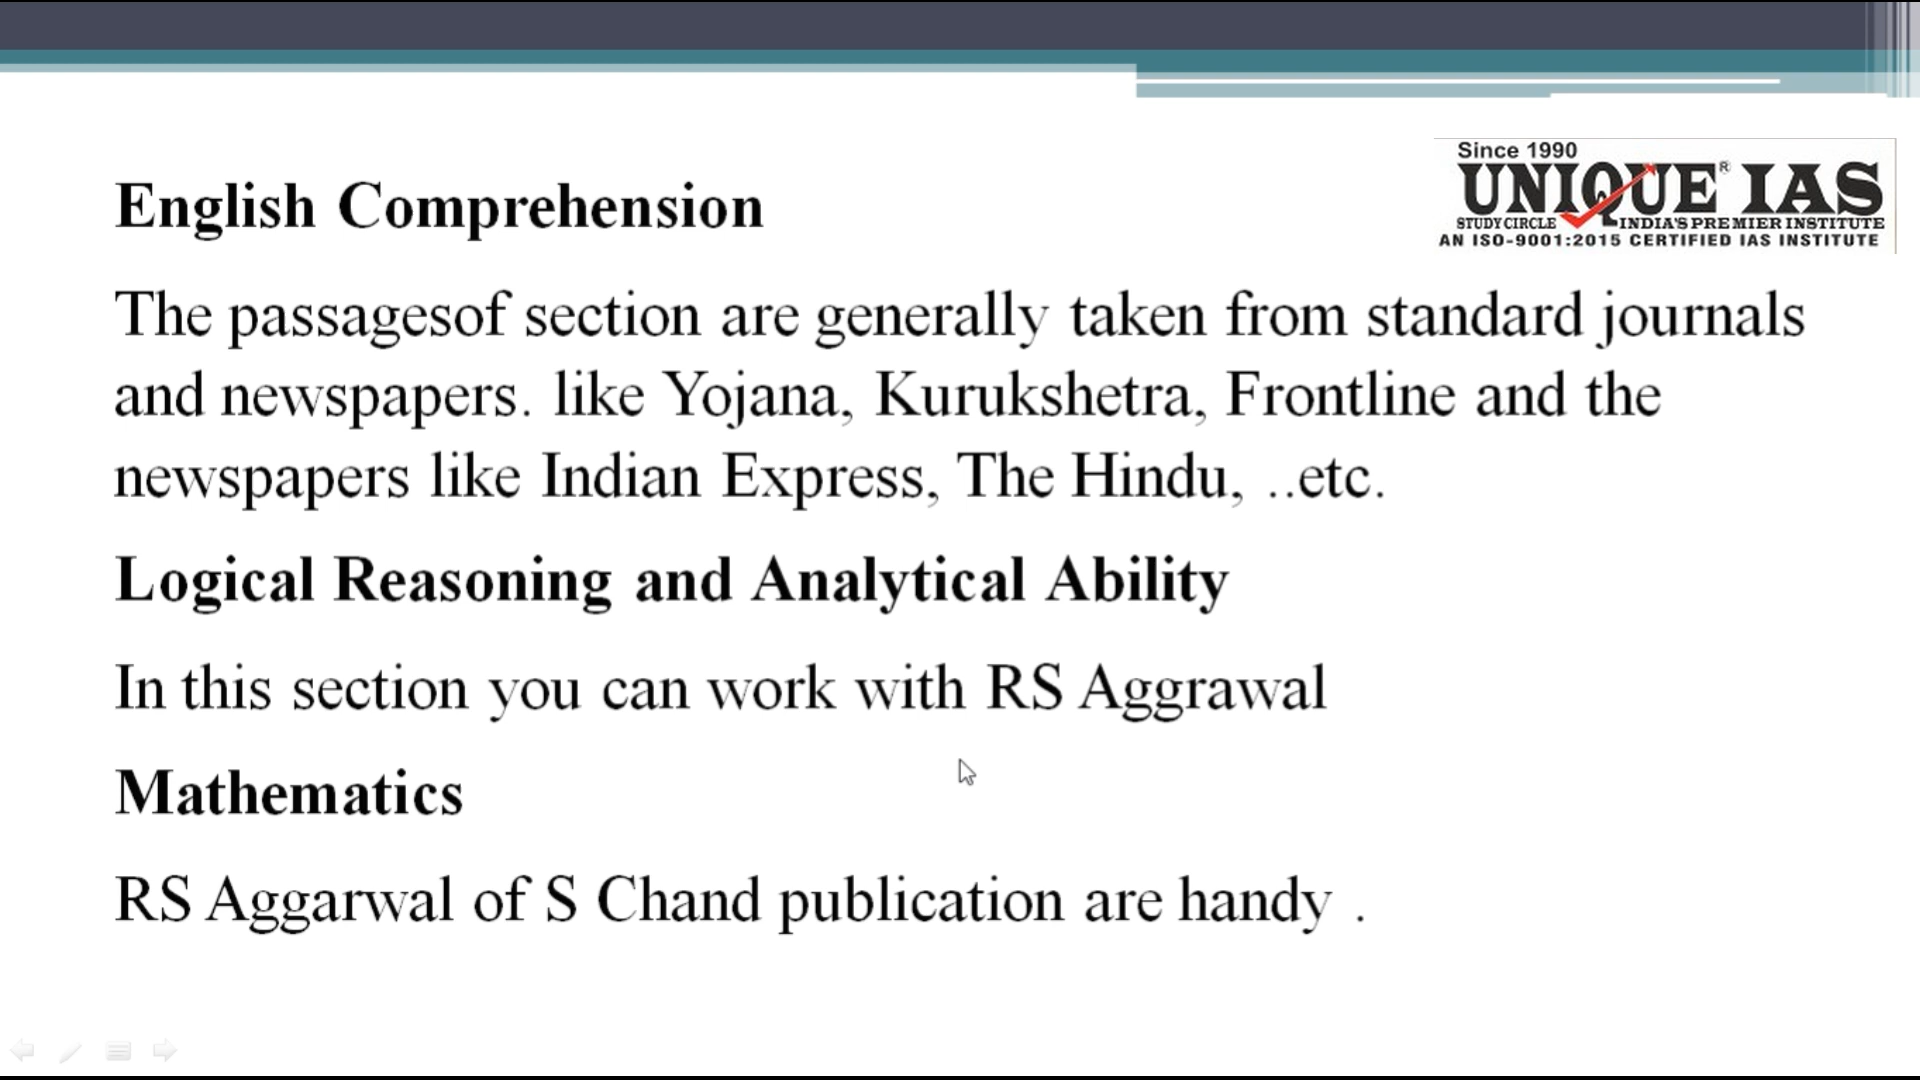 Since 1990
UNIQUE® IAS
STUDY CIRCLE INDIA'S PREMIER INSTITUTE
AN ISO-9001:2015 CERTIFIED IAS INSTITUTE
English Comprehension
The passagesof section are generally taken from standard journals
and newspapers. like Yojana, Kurukshetra, Frontline and the
newspapers like Indian Express, The Hindu, ..etc.
Logical Reasoning and Analytical Ability
In this section you can work with RS Aggrawal
Mathematics
RS Aggarwal of S Chand publication are handy .